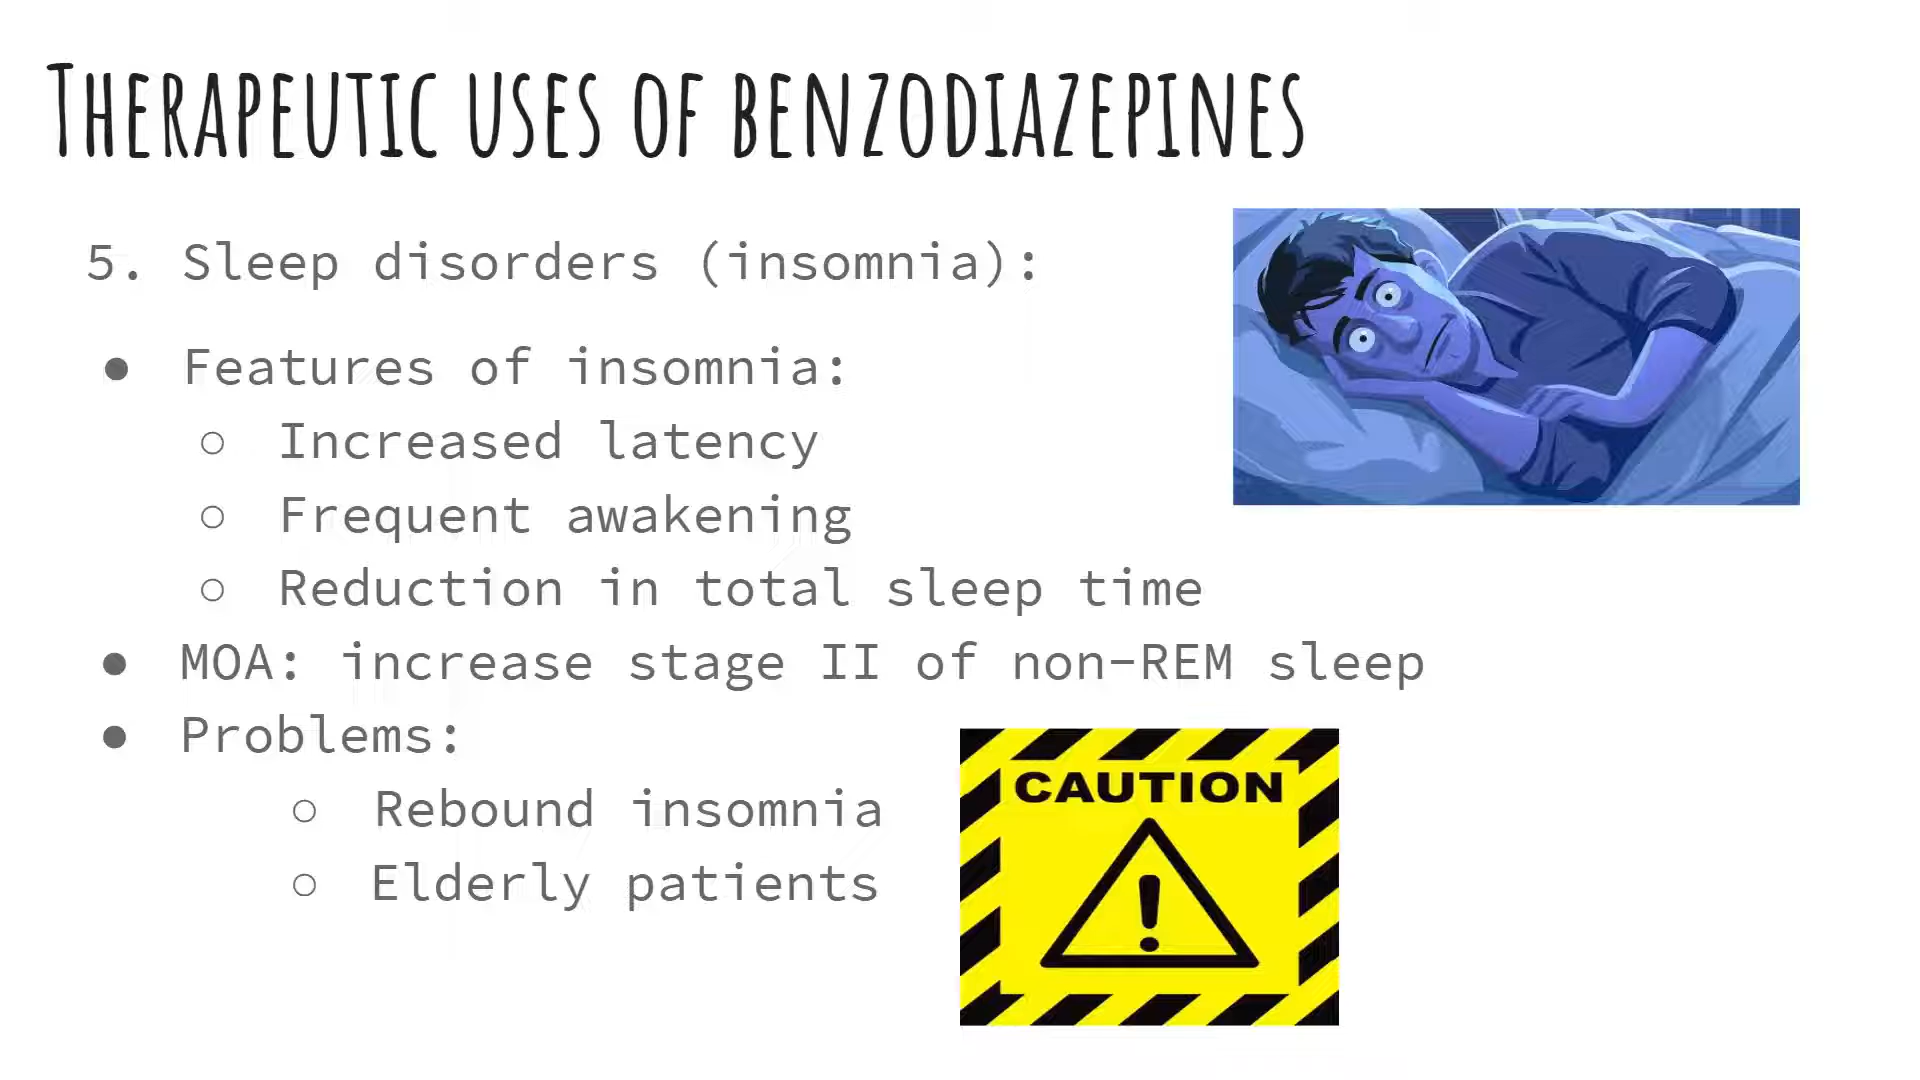 THERAPEUTIC USES OF BENZODIAZEPINES
5. Sleep disorders (insomnia):
● Features of insomnia:
○ Increased latency
○ Frequent awakening
○ Reduction in total sleep time
● MOA: increase stage II of non-REM sleep
● Problems:
○ Rebound insomnia
○ Elderly patients
CAUTION